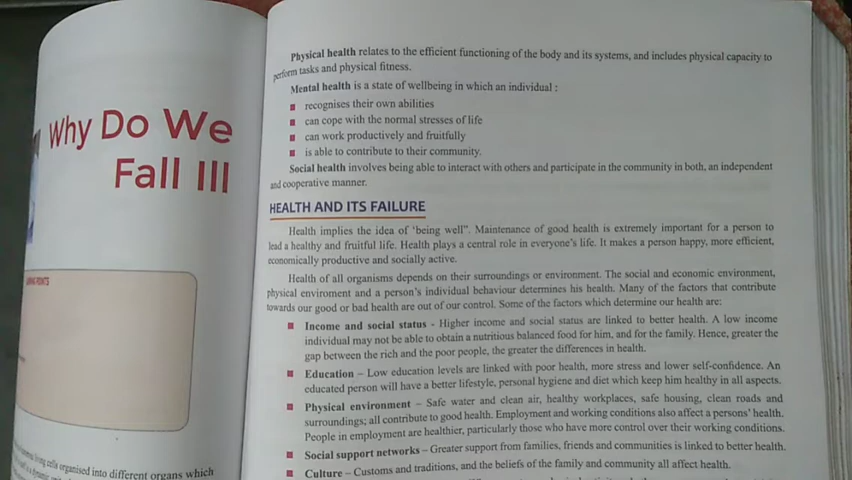 Why Do We
Fall Ill
living cells organised into different organs which
Physical health relates to the efficient functioning of the body and its systems, and includes physical capacity to
perform tasks and physical fitness.
Mental health is a state of wellbeing in which an individual :
■ recognises their own abilities
■ can cope with the normal stresses of life
■ can work productively and fruitfully
■ is able to contribute to their community.
Social health involves being able to interact with others and participate in the community in both, an independent
and cooperative manner.
HEALTH AND ITS FAILURE
Health implies the idea of 'being well". Maintenance of good health is extremely important for a person to
lead a healthy and fruitful life. Health plays a central role in everyone's life. It makes a person happy, more efficient,
economically productive and socially active.
Health of all organisms depends on their surroundings or environment. The social and economic environment,
physical enviroment and a person's individual behaviour determines his health. Many of the factors that contribute
towards our good or bad health are out of our control. Some of the factors which determine our health are:
■ Income and social status - Higher income and social status are linked to better health. A low income
individual may not be able to obtain a nutritious balanced food for him, and for the family. Hence, greater the
gap between the rich and the poor people, the greater the differences in health.
■ Education – Low education levels are linked with poor health, more stress and lower self-confidence. An
educated person will have a better lifestyle, personal hygiene and diet which keep him healthy in all aspects.
■ Physical environment – Safe water and clean air, healthy workplaces, safe housing, clean roads and
surroundings; all contribute to good health. Employment and working conditions also affect a persons' health.
People in employment are healthier, particularly those who have more control over their working conditions.
■ Social support networks – Greater support from families, friends and communities is linked to better health.
■ Culture – Customs and traditions, and the beliefs of the family and community all affect health.